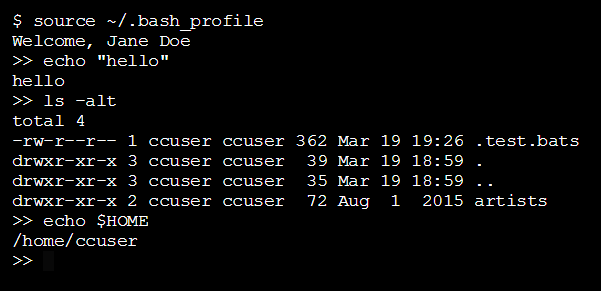 $ source ~/.bash_profile
Welcome, Jane Doe
>> echo "hello"
hello
>> ls -alt
total 4
-rw-r--r-- 1 ccuser ccuser 362 Mar 19 19:26 .test.bats
drwxr-xr-x 3 ccuser ccuser  39 Mar 19 18:59 .
drwxr-xr-x 3 ccuser ccuser  35 Mar 19 18:59 ..
drwxr-xr-x 2 ccuser ccuser  72 Aug  1  2015 artists
>> echo $HOME
/home/ccuser
>>